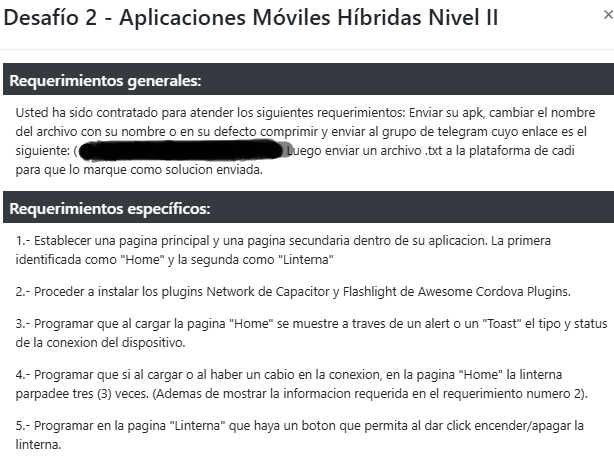 Desafío 2 - Aplicaciones Móviles Híbridas Nivel II
×
Requerimientos generales:
Usted ha sido contratado para atender los siguientes requerimientos: Enviar su apk, cambiar el nombre
del archivo con su nombre o en su defecto comprimir y enviar al grupo de telegram cuyo enlace es el
siguiente: ( Luego enviar un archivo .txt a la plataforma de cadi
para que lo marque como solucion enviada.
Requerimientos específicos:
1.- Establecer una pagina principal y una pagina secundaria dentro de su aplicacion. La primera
identificada como "Home" y la segunda como "Linterna"
2.- Proceder a instalar los plugins Network de Capacitor y Flashlight de Awesome Cordova Plugins.
3.- Programar que al cargar la pagina "Home" se muestre a traves de un alert o un "Toast" el tipo y status
de la conexion del dispositivo.
4.- Programar que si al cargar o al haber un cabio en la conexion, en la pagina "Home" la linterna
parpadee tres (3) veces. (Ademas de mostrar la informacion requerida en el requerimiento numero 2).
5.- Programar en la pagina "Linterna" que haya un boton que permita al dar click encender/apagar la
linterna.